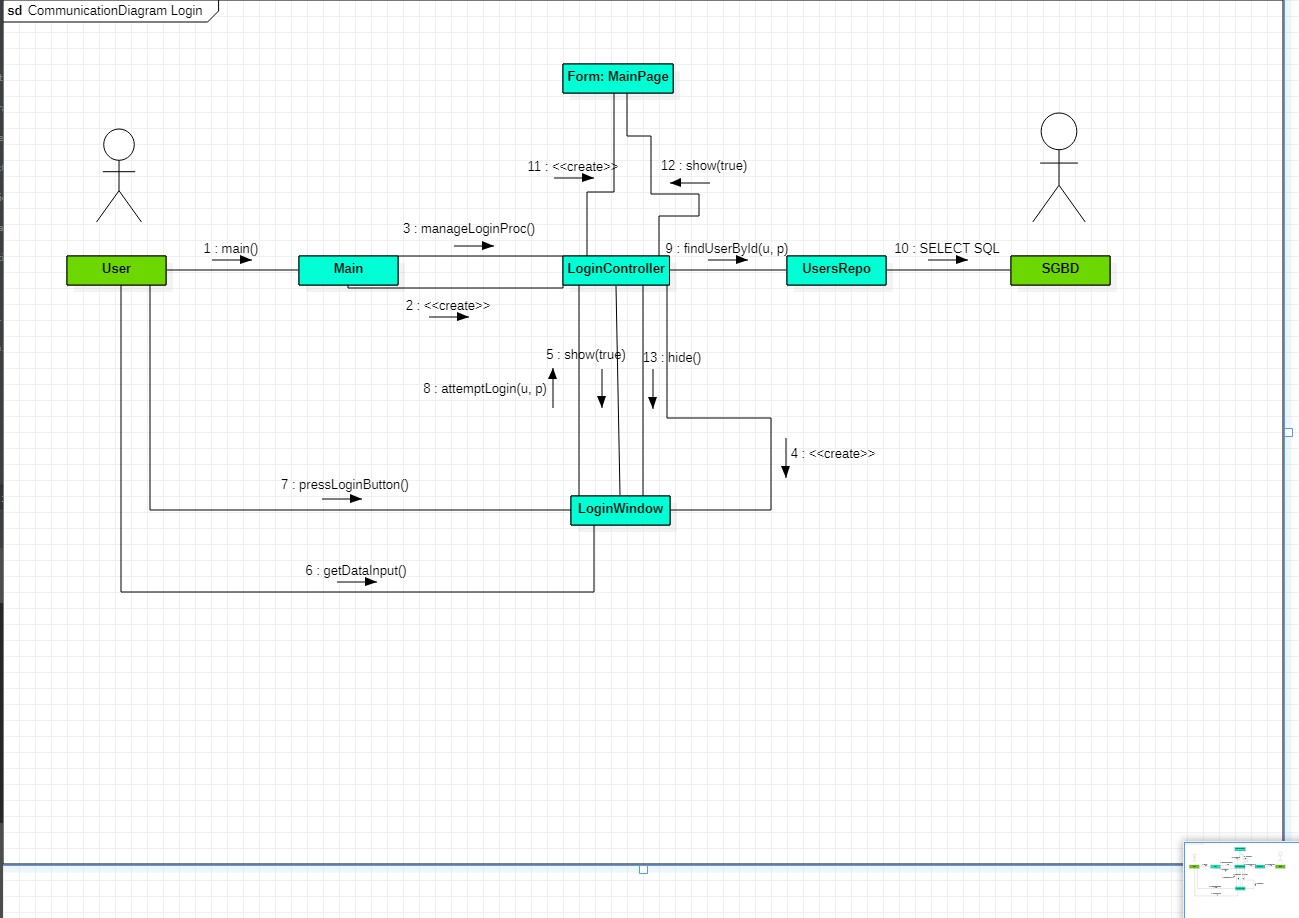 sd CommunicationDiagram Login
Form: MainPage
11 : <<create>>
12 : show(true)
3 : manageLoginProc()
1 : main()
9 : findUserById(u, p)
10 : SELECT SQL
User
Main
LoginController
UsersRepo
SGBD
2 : <<create>>
5 : show(true)
13 : hide()
8 : attemptLogin(u, p)
4 : <<create>>
7 : pressLoginButton()
LoginWindow
6 : getDataInput()